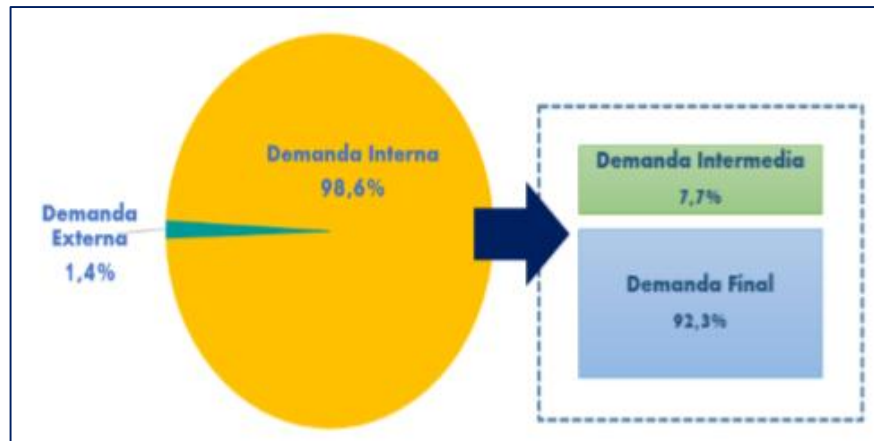 Demanda Interna
98,6%
Demanda
Externa
1,4%
Demanda Intermedia
7,7%
Demanda Final
92,3%